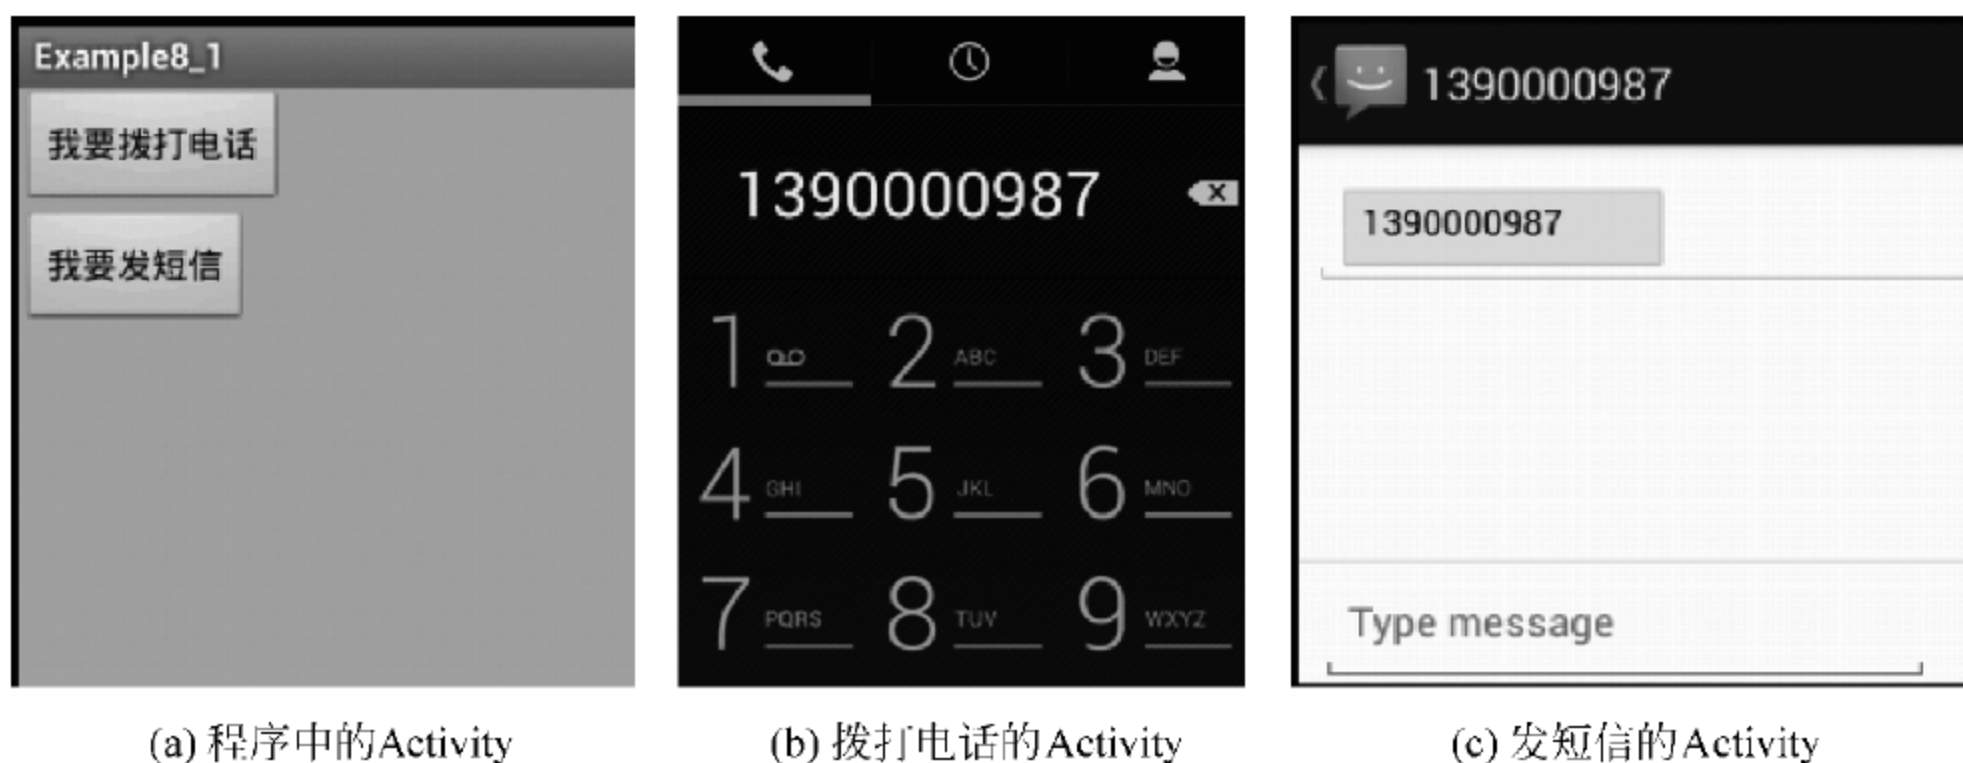 Example8_1
我要拨打电话
我要发短信
1390000987
1
2 ABC
3 DEF
4 GHI
5 JKL
6 MNO
7 PQRS
8 TUV
9 WXYZ
1390000987
1390000987
Type message
(a) 程序中的Activity
(b) 拨打电话的Activity
(c) 发短信的Activity